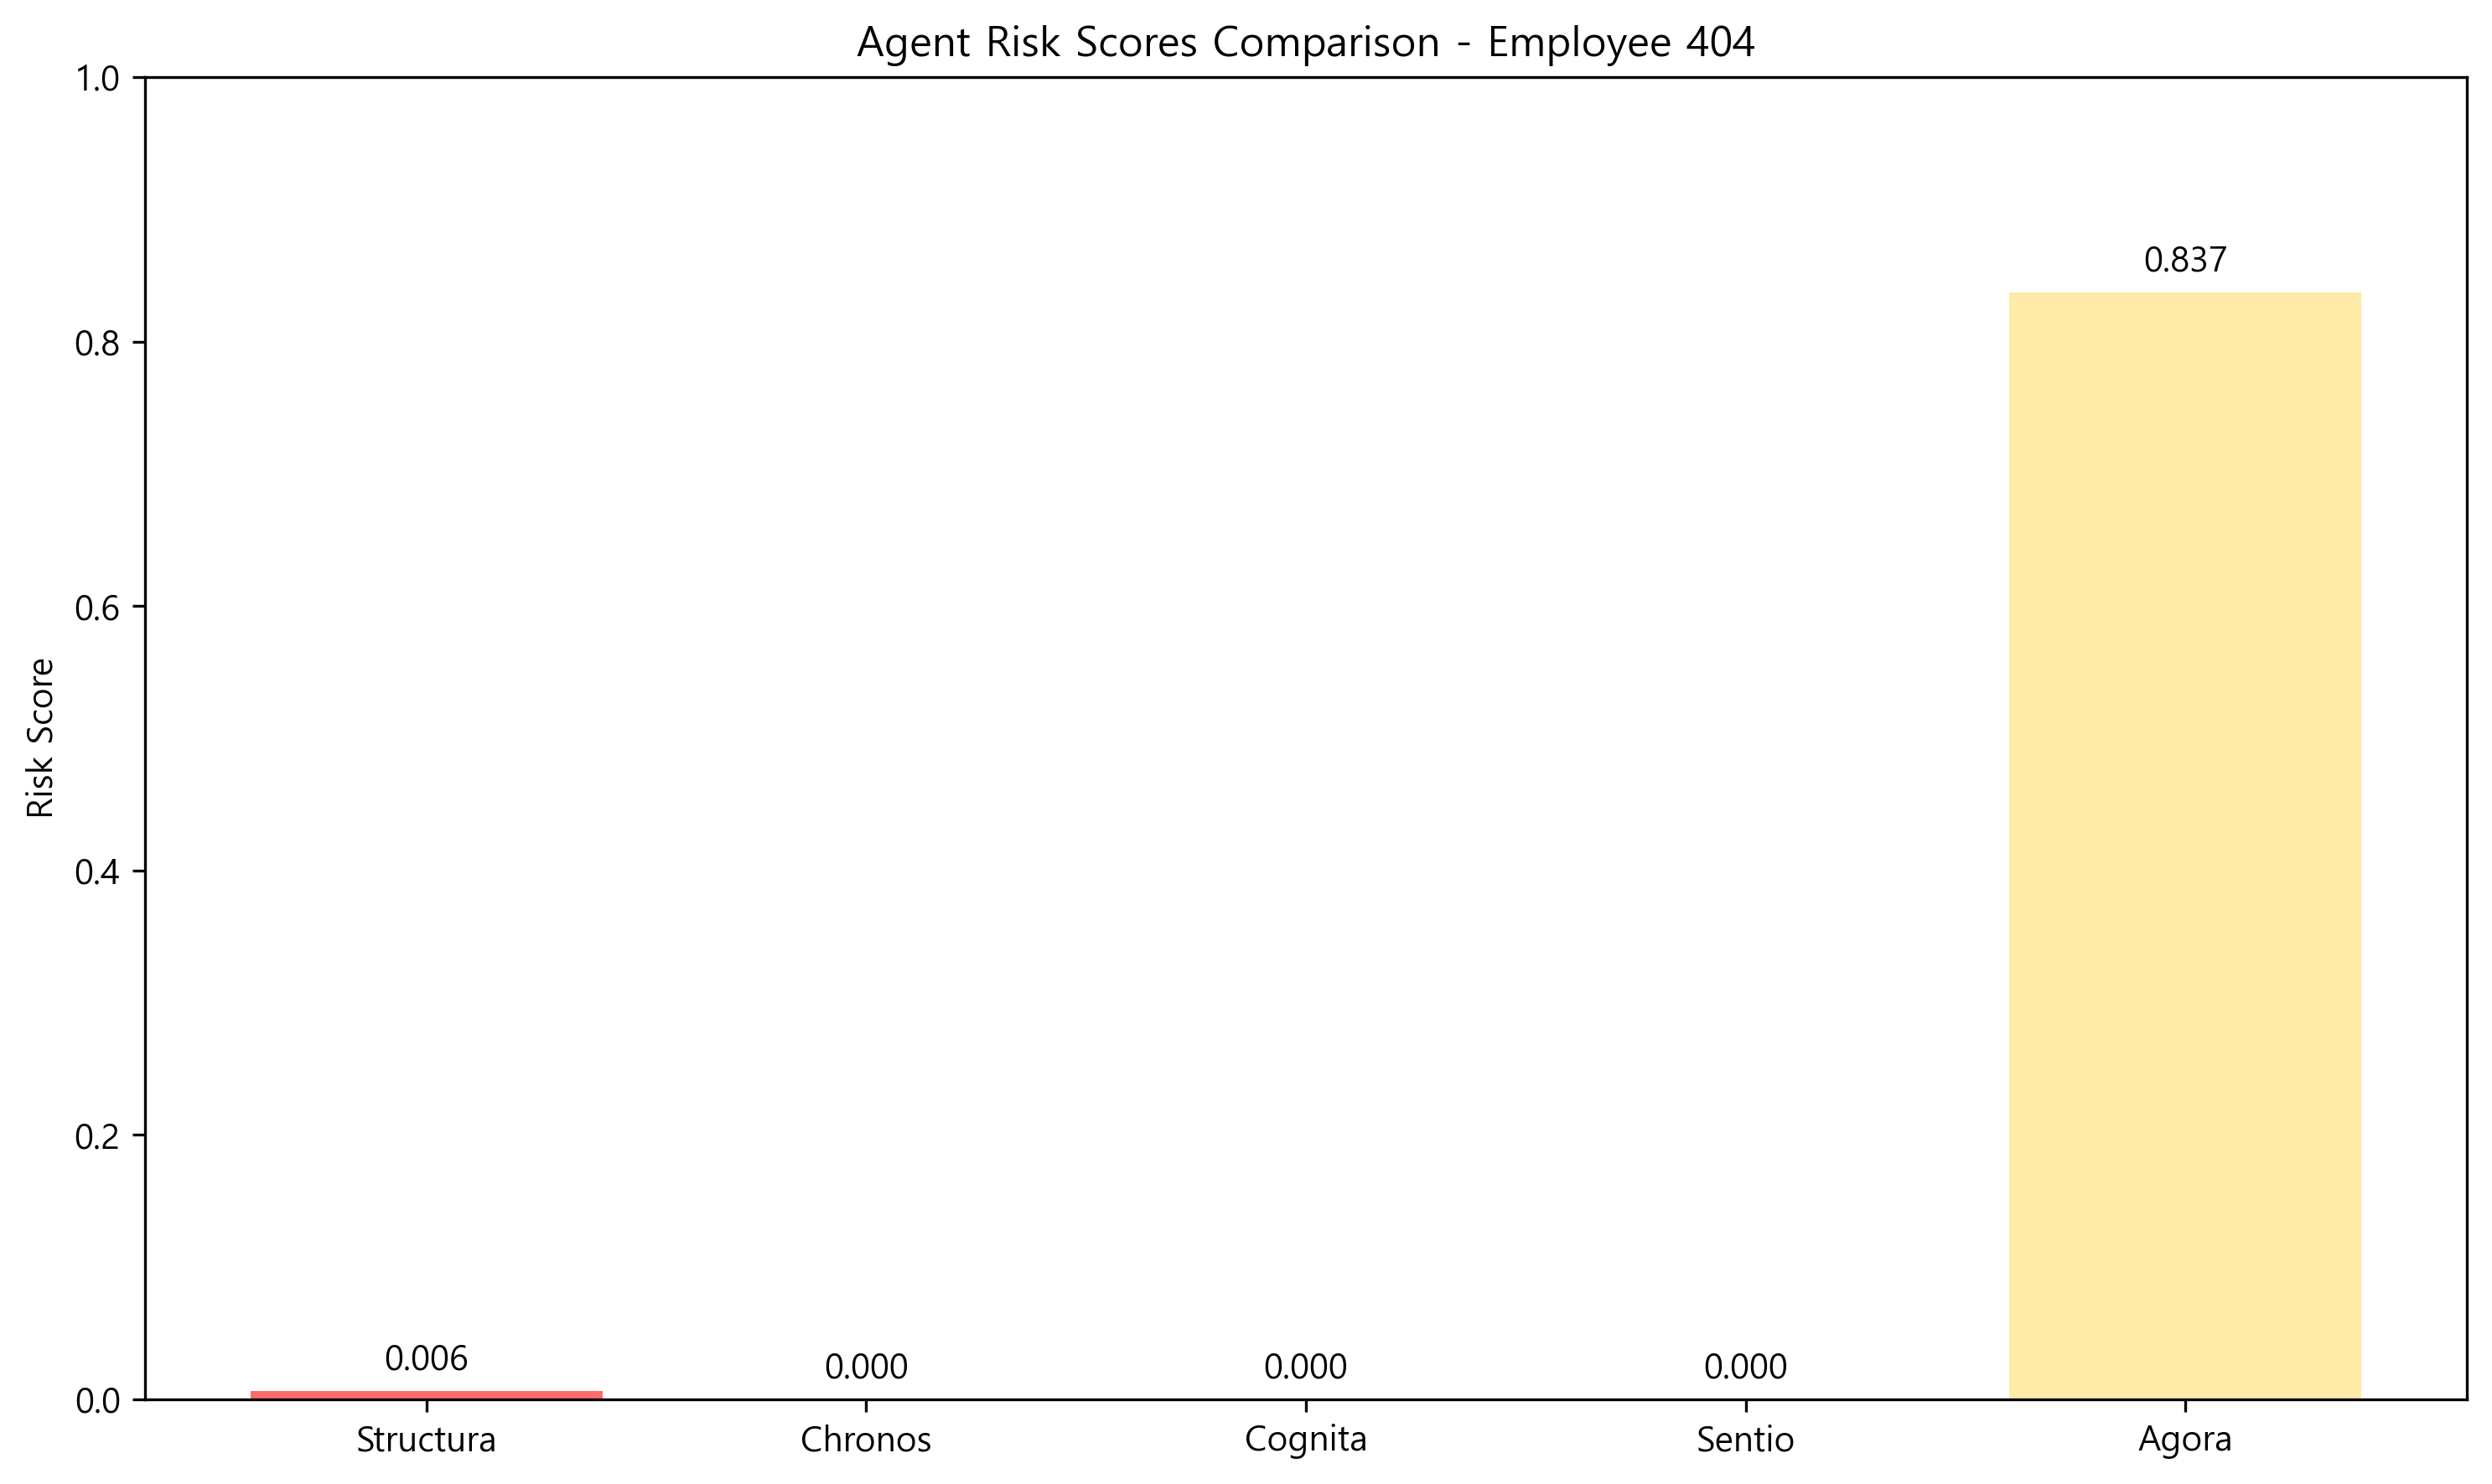 Agent Risk Scores Comparison - Employee 404
1.0
0.8
0.6
0.4
0.2
0.0
Risk Score
0.006
0.000
0.000
0.000
0.837
Structura
Chronos
Cognita
Sentio
Agora